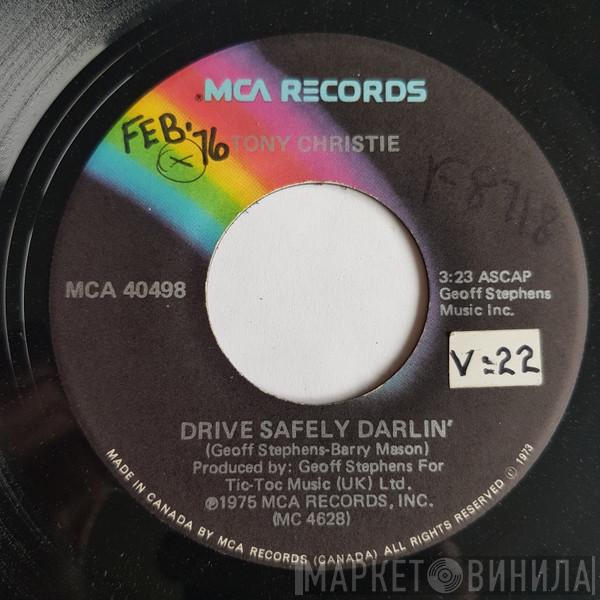 MCA RECORDS
FEB.'76
TONY CHRISTIE
F-8718
MCA 40498
3:23 ASCAP
Geoff Stephens
Music Inc.
V=22
DRIVE SAFELY DARLIN'
(Geoff Stephens-Barry Mason)
Produced by: Geoff Stephens For
Tic-Toc Music (UK) Ltd.
℗1975 MCA RECORDS, INC.
(MC 4628)
MADE IN CANADA BY MCA RECORDS (CANADA) ALL RIGHTS RESERVED © 1973
МАРКЕТ ВИНИЛА